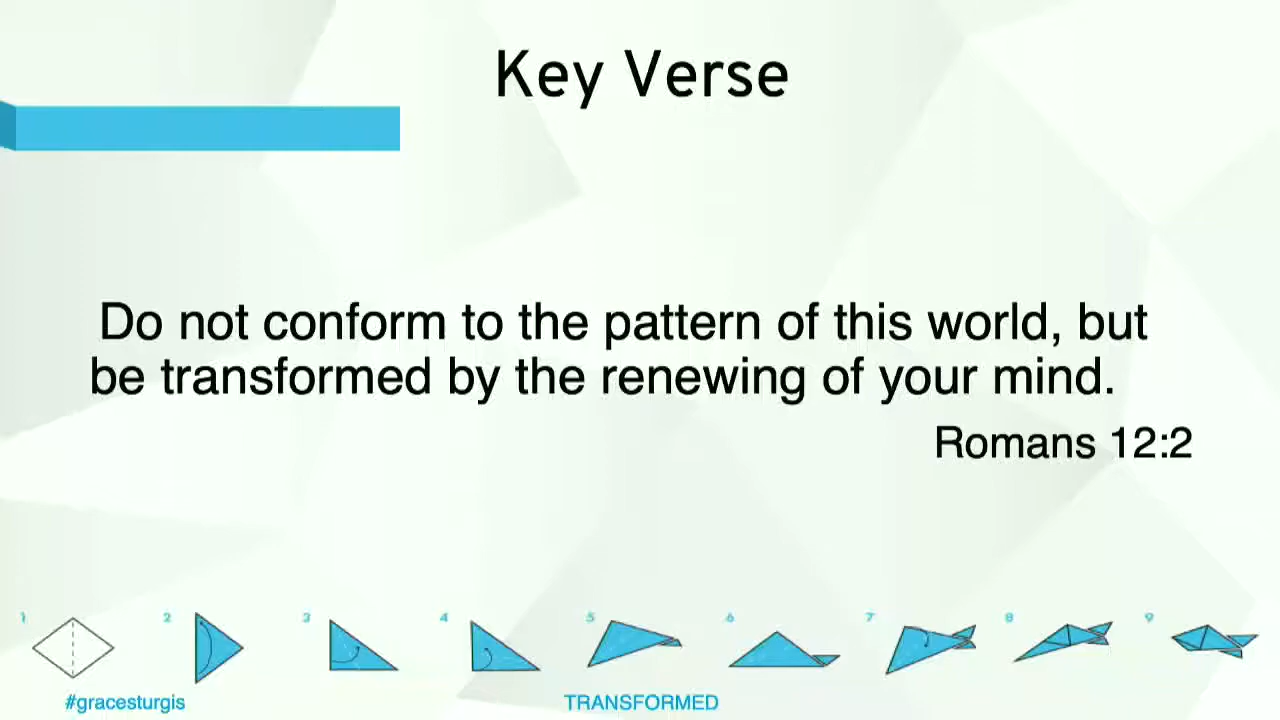 Key Verse
Do not conform to the pattern of this world, but
be transformed by the renewing of your mind.
Romans 12:2
1 2 3 4 5 6 7 8 9
#gracesturgis TRANSFORMED